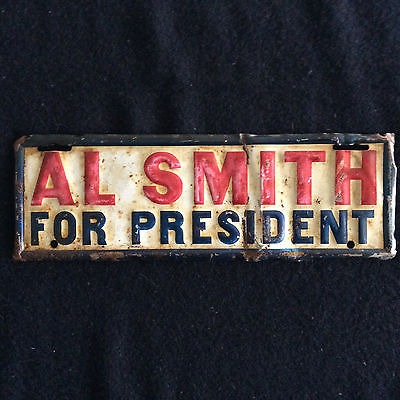 AL SMITH
FOR PRESIDENT